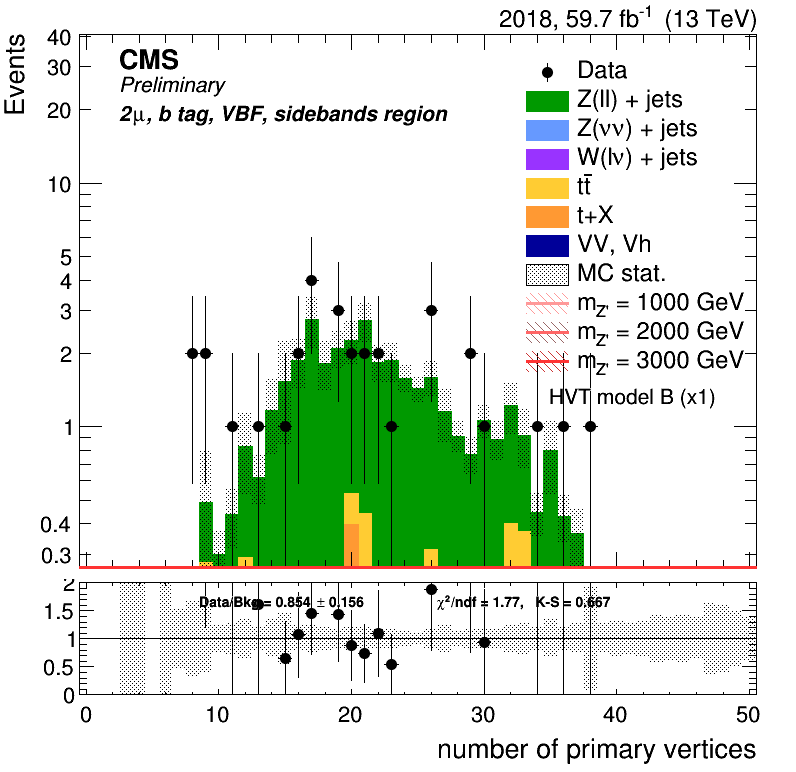 2018, 59.7 fb⁻¹ (13 TeV)
Events
CMS
Preliminary
2μ, b tag, VBF, sidebands region
Data
Z(ll) + jets
Z(νν) + jets
W(lν) + jets
tt̄
t+X
VV, Vh
MC stat.
m_Z' = 1000 GeV
m_Z' = 2000 GeV
m_Z' = 3000 GeV
HVT model B (x1)
40
30
20
10
5
4
3
2
1
0.4
0.3
Data/Bkg = 0.854 ± 0.156
χ²/ndf = 1.77, K-S = 0.667
2
1.5
1
0.5
0
0 10 20 30 40 50
number of primary vertices